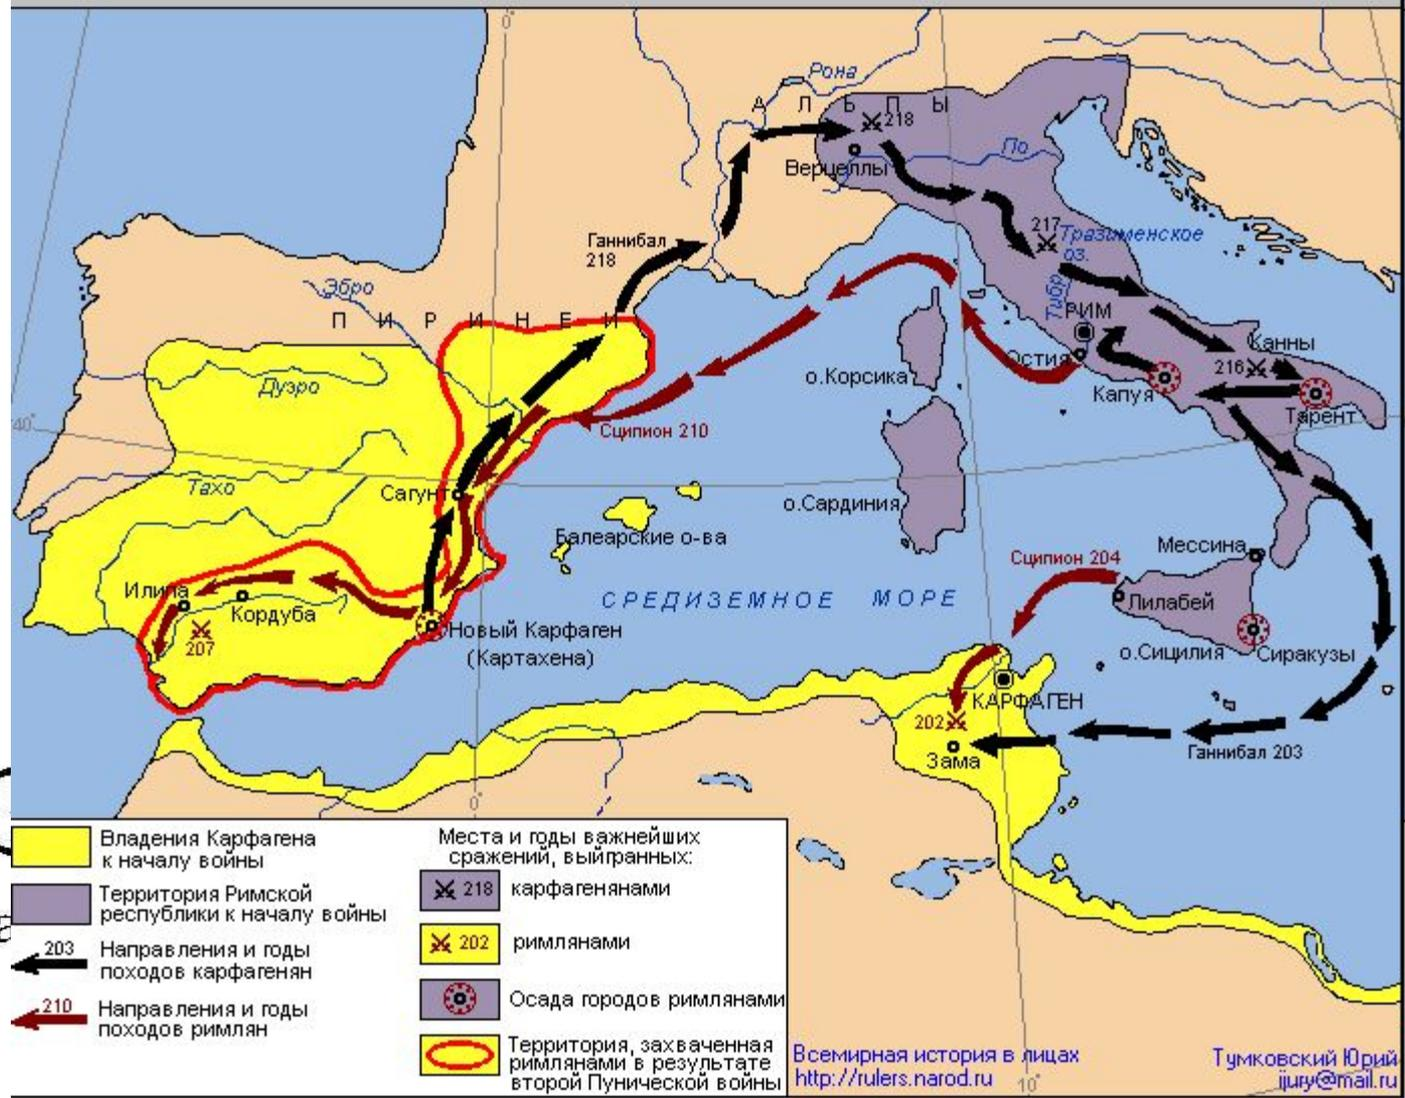 0°
Рона
А Л Ь П Ы
218
По
Верцеллы
Ганнибал
218
217
Тразименское
оз.
Тибр
Эбро
П И Р И Н Е И
РИМ
Остия
Канны
216
о.Корсика
Капуя
Дуэро
Тарент
40°
Сципион 210
Тахо
Сагунт
о.Сардиния
Балеарские о-ва
Мессина
Сципион 204
Илипа
Кордуба
СРЕДИЗЕМНОЕ МОРЕ
Лилабей
207
Новый Карфаген
(Картахена)
о.Сицилия
Сиракузы
КАРФАГЕН
202
Зама
Ганнибал 203
0°
Владения Карфагена
к началу войны
Территория Римской
республики к началу войны
203
Направления и годы
походов карфагенян
210
Направления и годы
походов римлян
Места и годы важнейших
сражений, выйгранных:
218 карфагенянами
202 римлянами
Осада городов римлянами
Территория, захваченная
римлянами в результате
второй Пунической войны
Всемирная история в лицах
http://rulers.narod.ru
10°
Тумковский Юрий
ijury@mail.ru